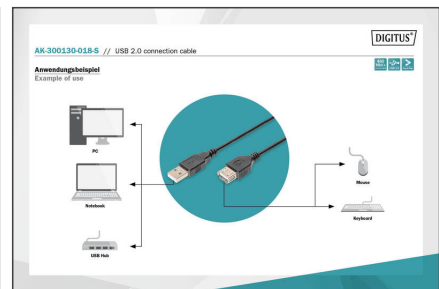 DIGITUS®
AK-300130-018-S // USB 2.0 connection cable
Anwendungsbeispiel
Example of use
PC
Notebook
USB Hub
Mouse
Keyboard